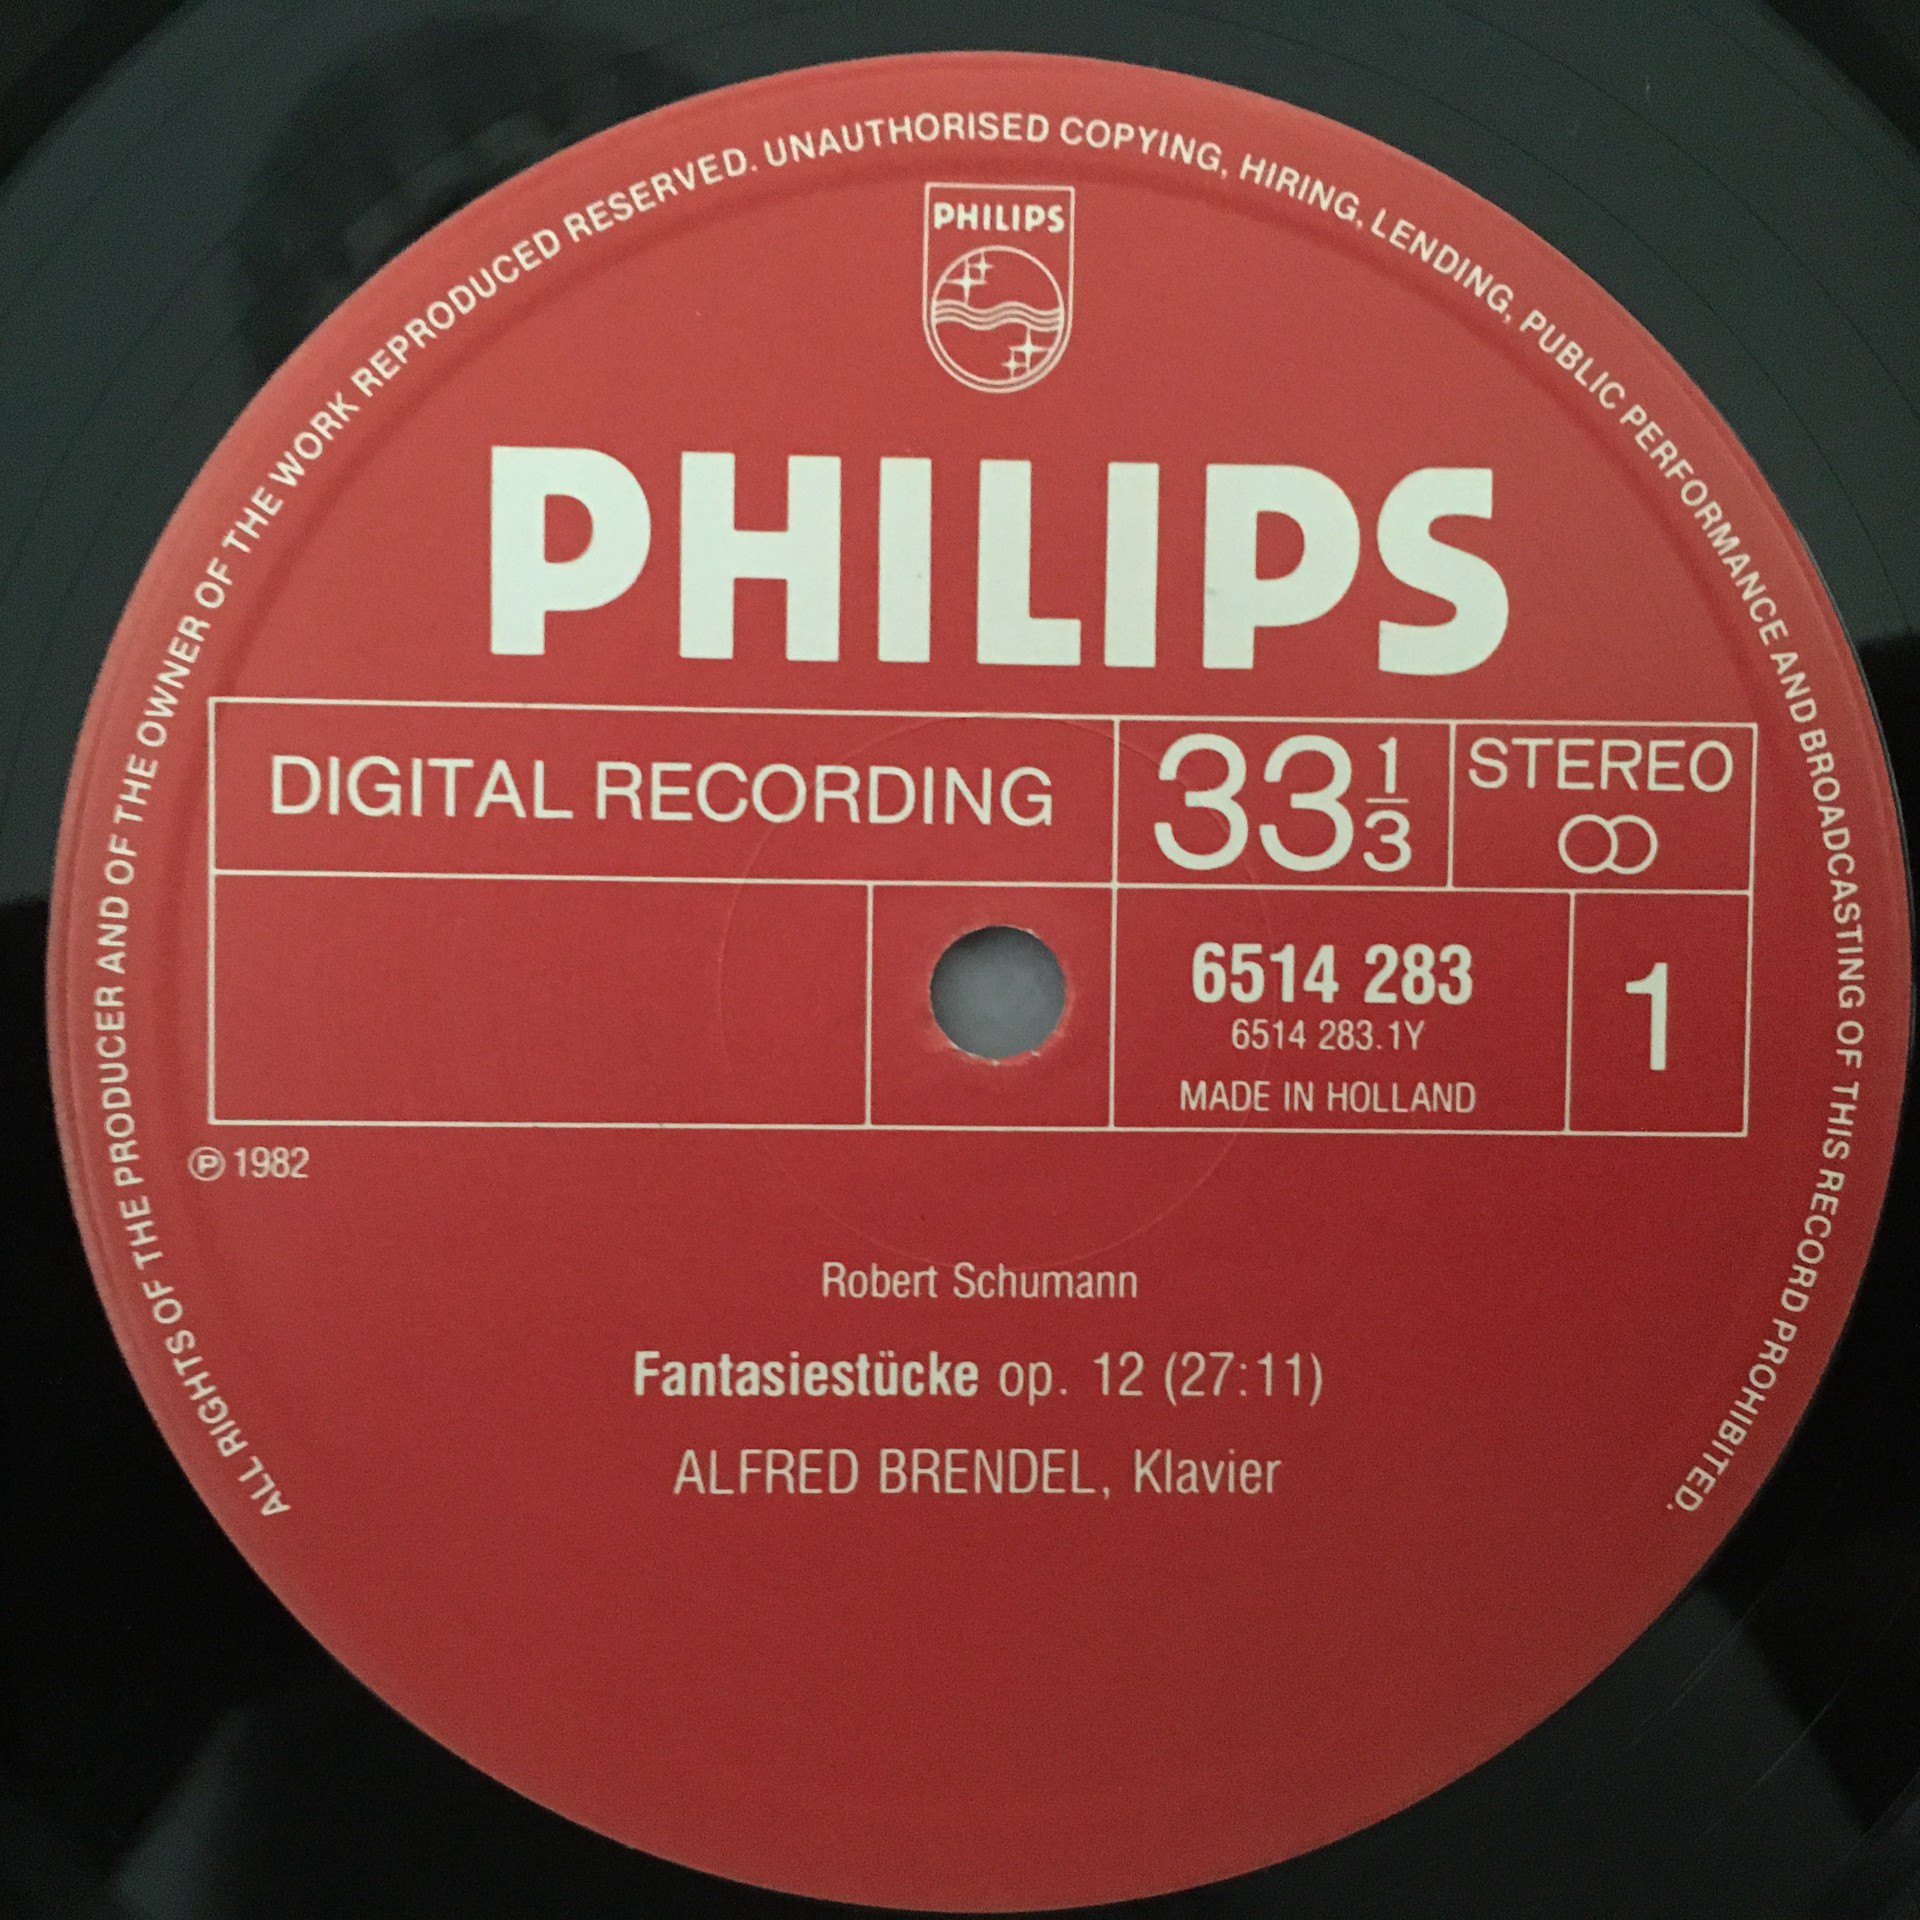 ALL RIGHTS OF THE PRODUCER AND OF THE OWNER OF THE WORK REPRODUCED RESERVED. UNAUTHORISED COPYING, HIRING, LENDING, PUBLIC PERFORMANCE AND BROADCASTING OF THIS RECORD PROHIBITED.
PHILIPS
PHILIPS
DIGITAL RECORDING
33 1/3
STEREO
6514 283
6514 283.1Y
MADE IN HOLLAND
1
℗ 1982
Robert Schumann
Fantasiestücke op. 12 (27:11)
ALFRED BRENDEL, Klavier